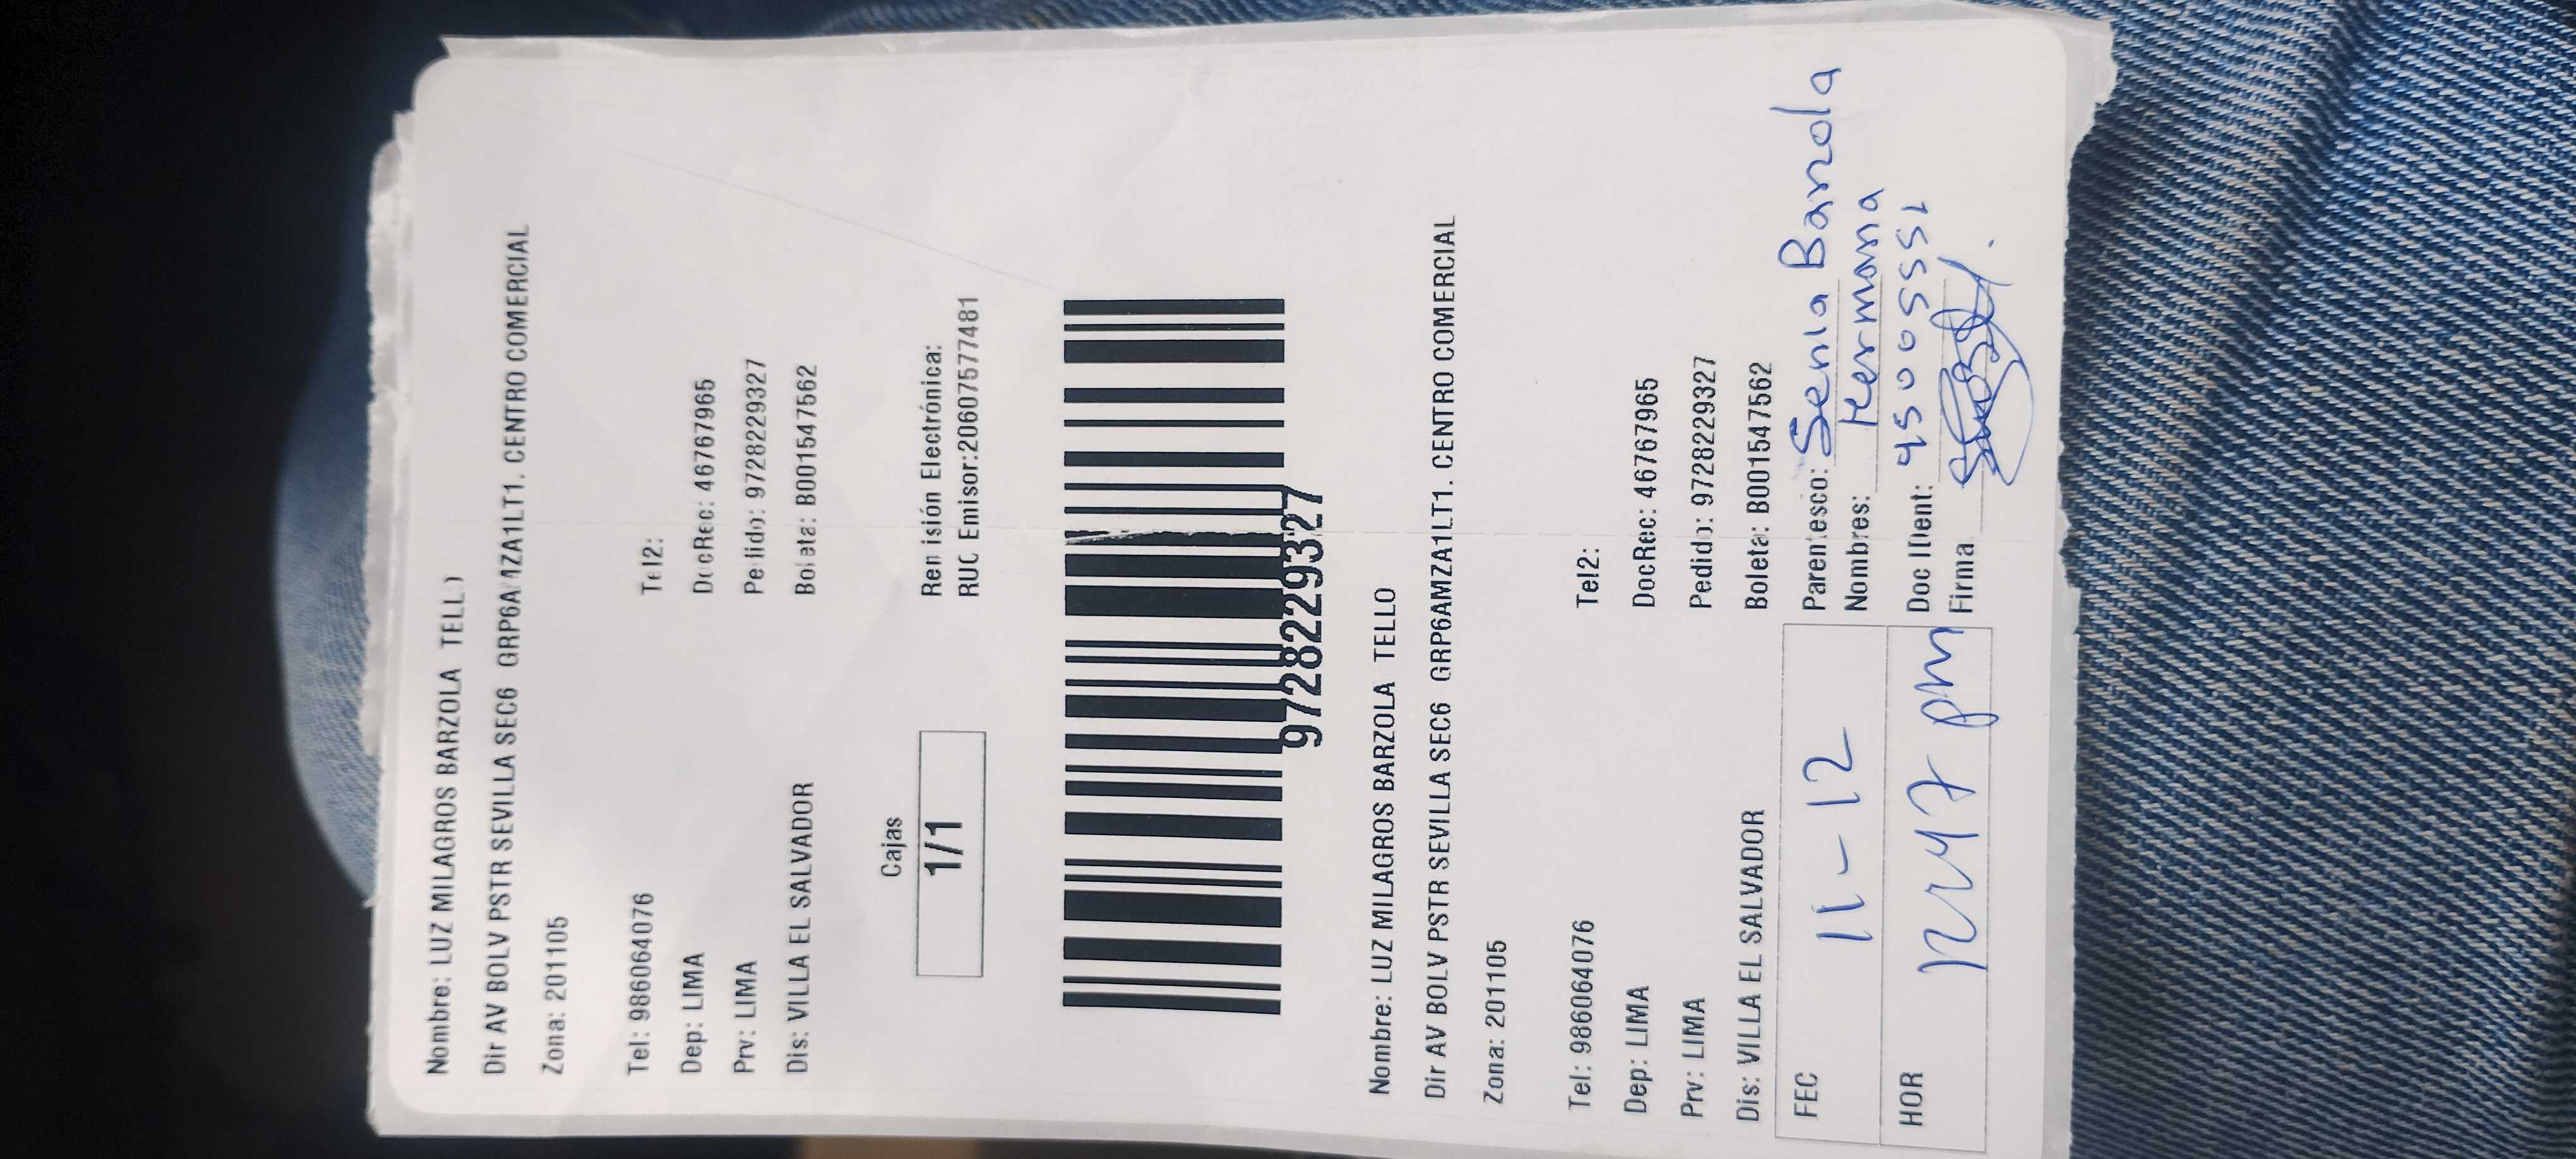 Nombre: LUZ MILAGROS BARZOLA TELLO
Dir AV BOLV PSTR SEVILLA SEC6 GRP6AMZA1LT1. CENTRO COMERCIAL
Zona: 201105
Tel: 986064076 Tel2:
Dep: LIMA DocRec: 46767965
Prv: LIMA Pedido: 9728229327
Dis: VILLA EL SALVADOR Boleta: B001547562
Cajas
1/1
Remisión Electrónica:
RUC Emisor:20607577481
9728229327
Nombre: LUZ MILAGROS BARZOLA TELLO
Dir AV BOLV PSTR SEVILLA SEC6 GRP6AMZA1LT1. CENTRO COMERCIAL
Zona: 201105
Tel: 986064076 Tel2:
Dep: LIMA DocRec: 46767965
Prv: LIMA Pedido: 9728229327
Dis: VILLA EL SALVADOR Boleta: B001547562
FEC 11-12
Parentesco: Senia Barzola
Nombres: Hermana
HOR 12:47 pm
Doc IDent: 45005551
Firma